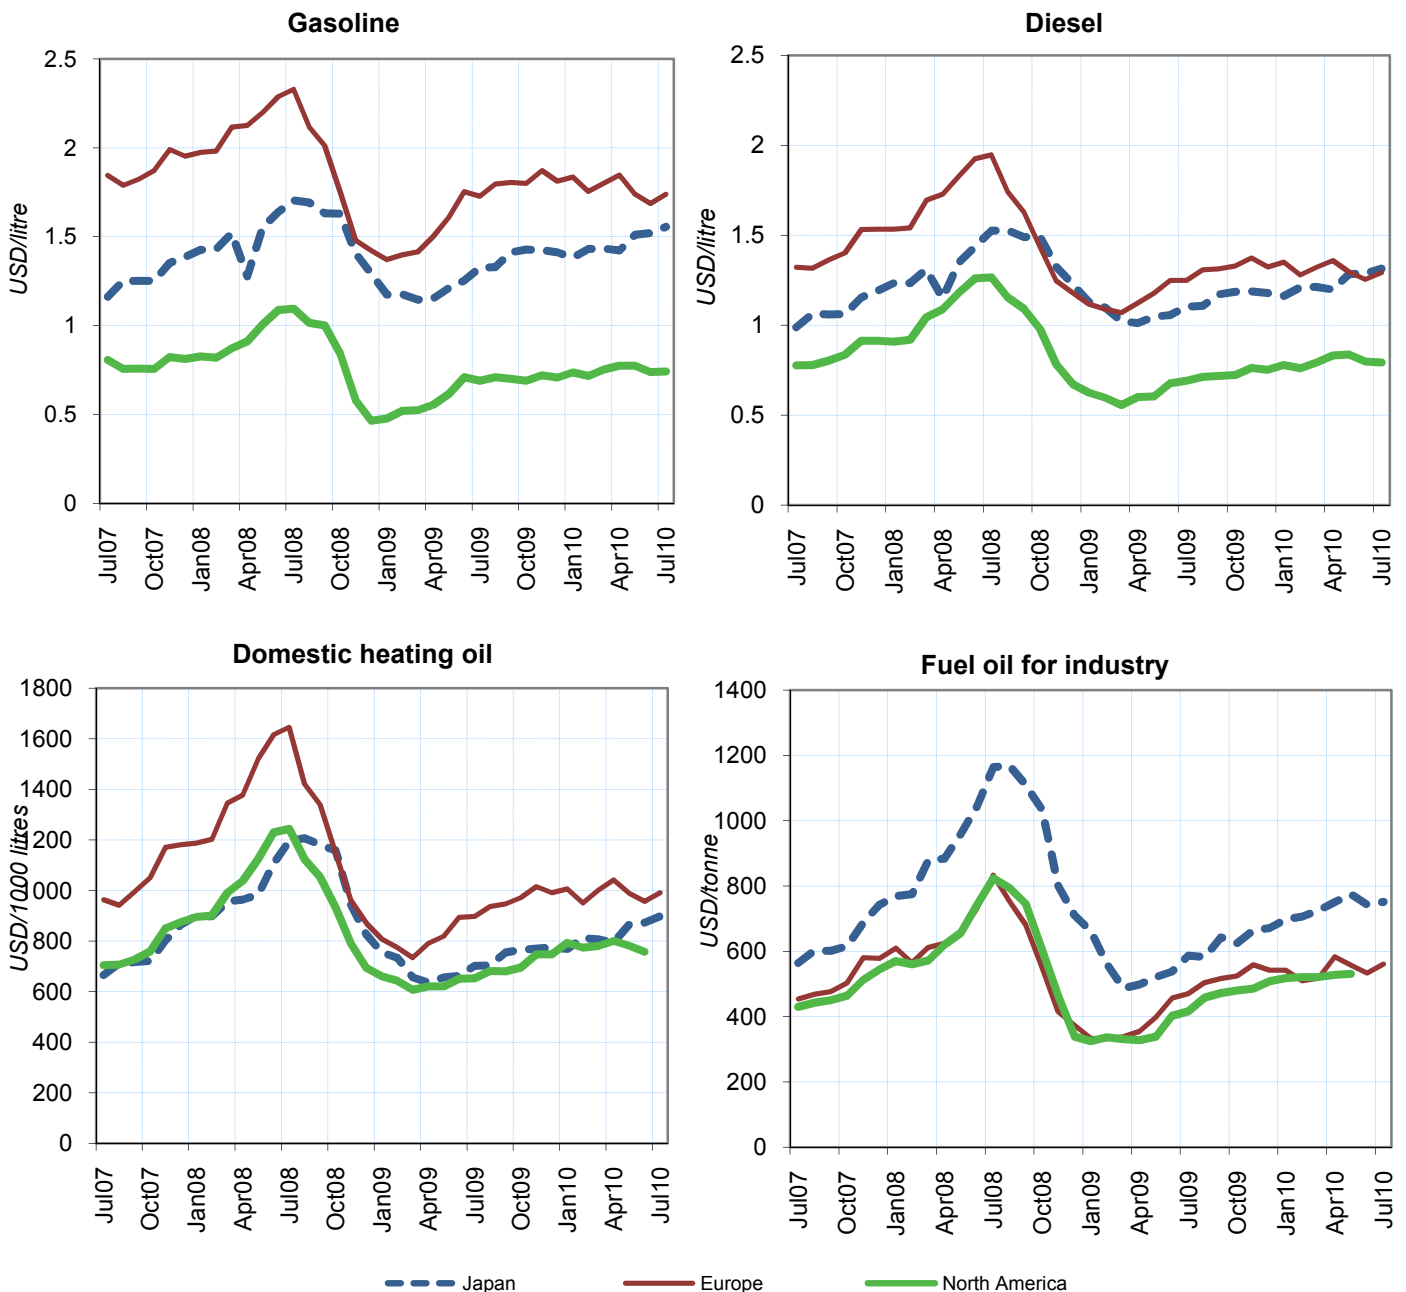 Gasoline
2.5
2
1.5
1
0.5
0
USD/litre
Jul07
Oct07
Jan08
Apr08
Jul08
Oct08
Jan09
Apr09
Jul09
Oct09
Jan10
Apr10
Jul10
Diesel
2.5
2
1.5
1
0.5
0
USD/litre
Jul07
Oct07
Jan08
Apr08
Jul08
Oct08
Jan09
Apr09
Jul09
Oct09
Jan10
Apr10
Jul10
Domestic heating oil
1800
1600
1400
1200
1000
800
600
400
200
0
USD/1000 litres
Jul07
Oct07
Jan08
Apr08
Jul08
Oct08
Jan09
Apr09
Jul09
Oct09
Jan10
Apr10
Jul10
Fuel oil for industry
1400
1200
1000
800
600
400
200
0
USD/tonne
Jul07
Oct07
Jan08
Apr08
Jul08
Oct08
Jan09
Apr09
Jul09
Oct09
Jan10
Apr10
Jul10
Japan
Europe
North America